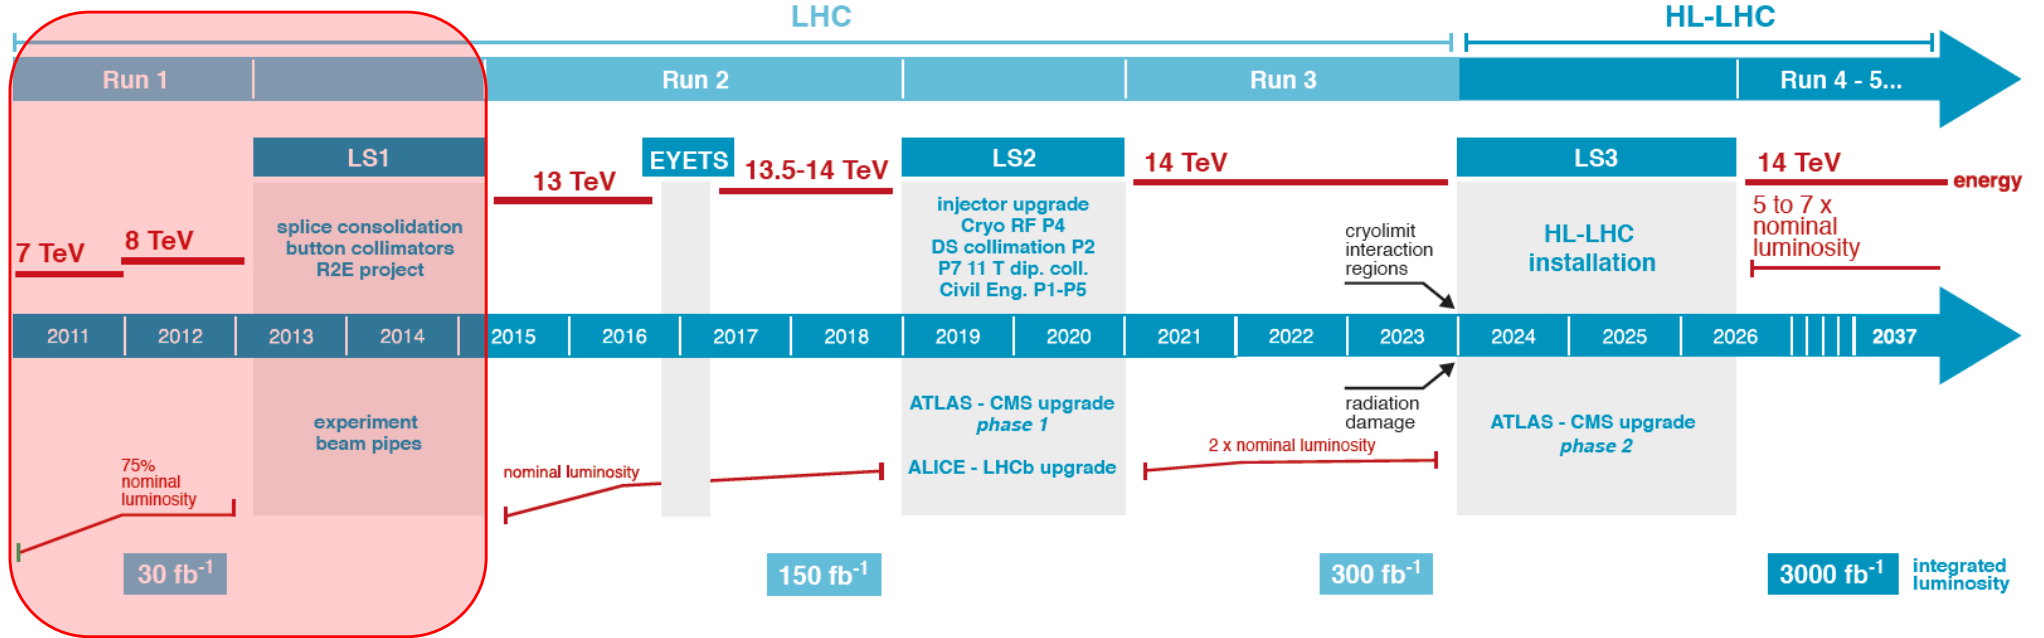 LHC
HL-LHC
Run 1
Run 2
Run 3
Run 4 - 5...
LS1
EYETS
LS2
LS3
7 TeV
8 TeV
13 TeV
13.5-14 TeV
14 TeV
14 TeV
energy
splice consolidation
button collimators
R2E project
injector upgrade
Cryo RF P4
DS collimation P2
P7 11 T dip. coll.
Civil Eng. P1-P5
cryolimit
interaction
regions
HL-LHC
installation
5 to 7 x
nominal
luminosity
2011
2012
2013
2014
2015
2016
2017
2018
2019
2020
2021
2022
2023
2024
2025
2026
2037
experiment
beam pipes
ATLAS - CMS upgrade
phase 1
ALICE - LHCb upgrade
radiation
damage
ATLAS - CMS upgrade
phase 2
75%
nominal
luminosity
nominal luminosity
2 x nominal luminosity
30 fb⁻¹
150 fb⁻¹
300 fb⁻¹
3000 fb⁻¹
integrated
luminosity